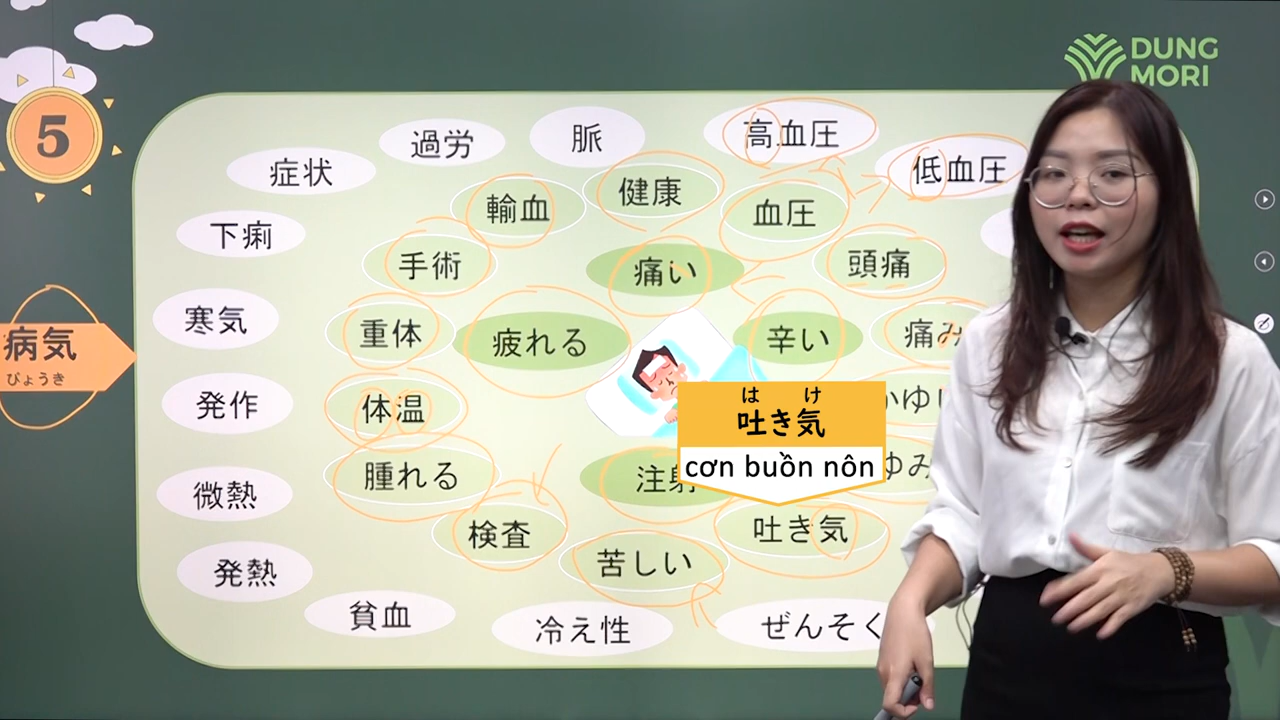 DUNG
MORI
5
病気
びょうき
症状
過労
脈
高血圧
低血圧
下痢
輸血
健康
血圧
手術
痛い
頭痛
寒気
重体
疲れる
辛い
痛み
発作
体温
はけ
吐き気
cơn buồn nôn
微熱
腫れる
注射
検査
吐き気
発熱
苦しい
貧血
冷え性
ぜんそく